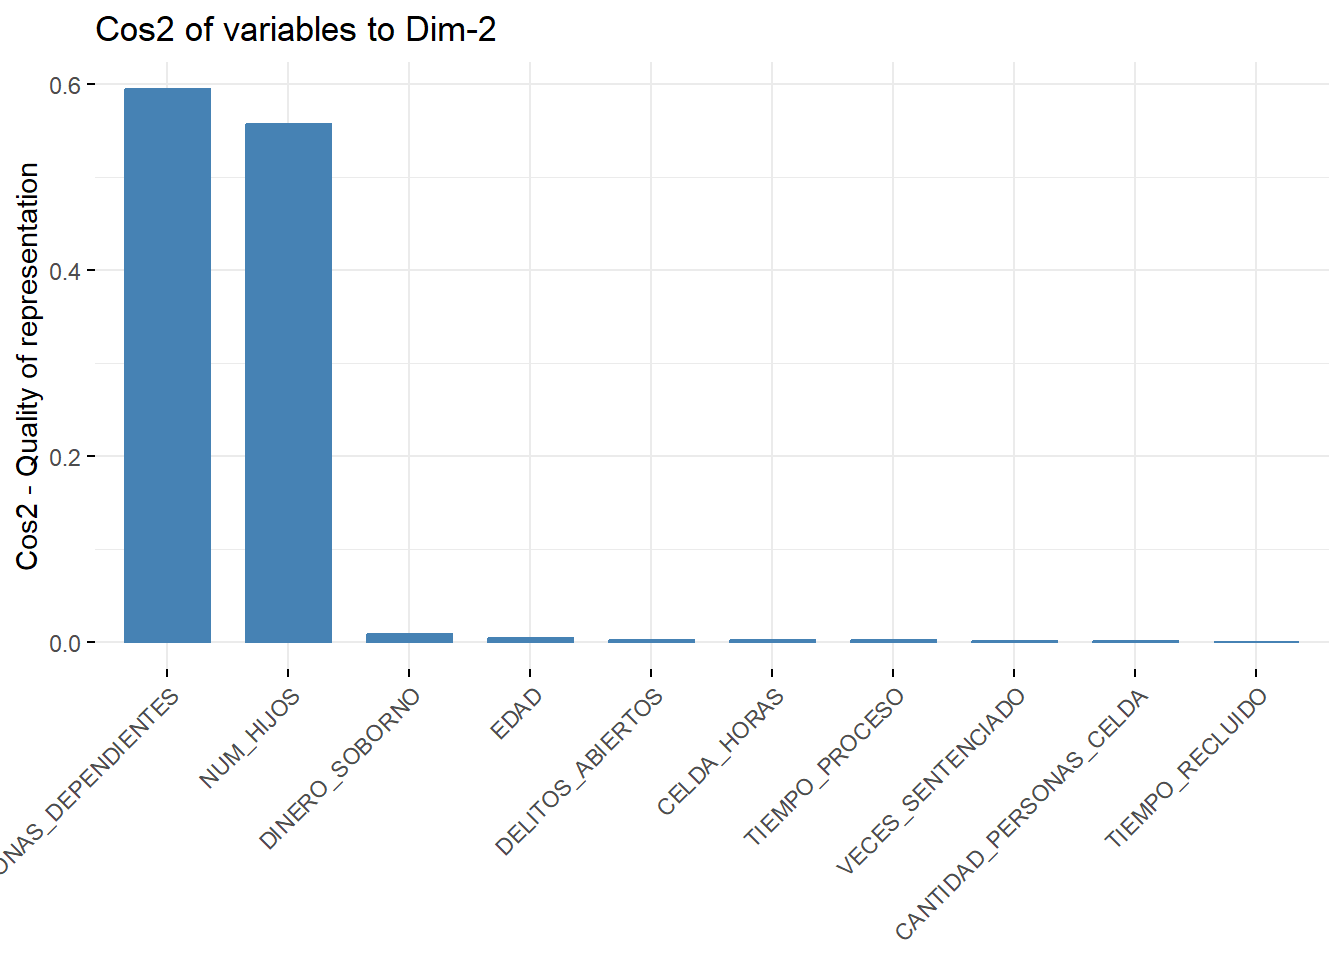 Cos2 of variables to Dim-2
Cos2 - Quality of representation
0.6
0.4
0.2
0.0
ONAS_DEPENDIENTES
NUM_HIJOS
DINERO_SOBORNO
EDAD
DELITOS_ABIERTOS
CELDA_HORAS
TIEMPO_PROCESO
VECES_SENTENCIADO
CANTIDAD_PERSONAS_CELDA
TIEMPO_RECLUIDO